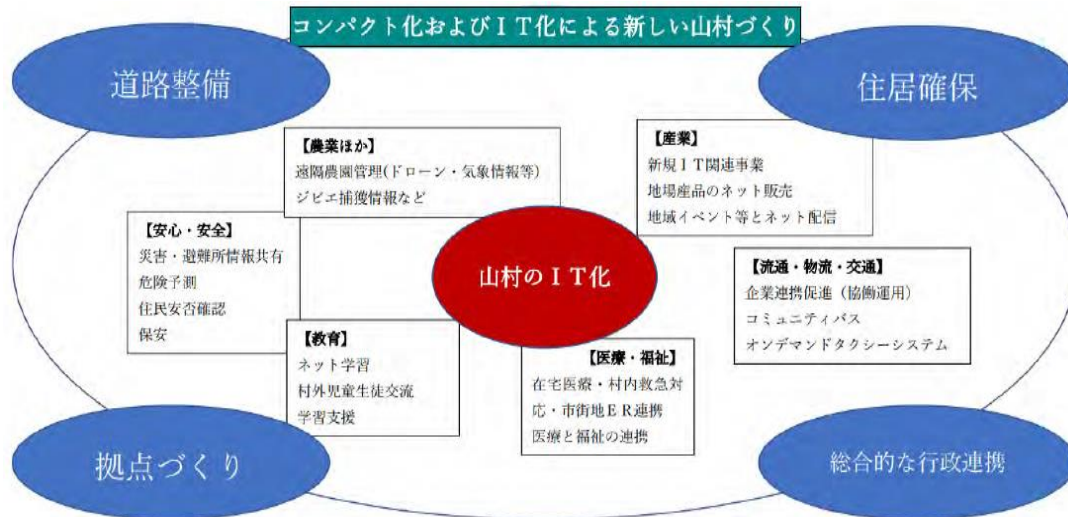 コンパクト化およびＩＴ化による新しい山村づくり
道路整備
住居確保
【農業ほか】
遠隔農園管理(ドローン・気象情報等)
ジビエ捕獲情報など
【産業】
新規ＩＴ関連事業
地場産品のネット販売
地域イベント等とネット配信
【安心・安全】
災害・避難所情報共有
危険予測
住民安否確認
保安
山村のＩＴ化
【流通・物流・交通】
企業連携促進（協働運用）
コミュニティバス
オンデマンドタクシーシステム
【教育】
ネット学習
村外児童生徒交流
学習支援
【医療・福祉】
在宅医療・村内救急対
応・市街地ＥＲ連携
医療と福祉の連携
拠点づくり
総合的な行政連携